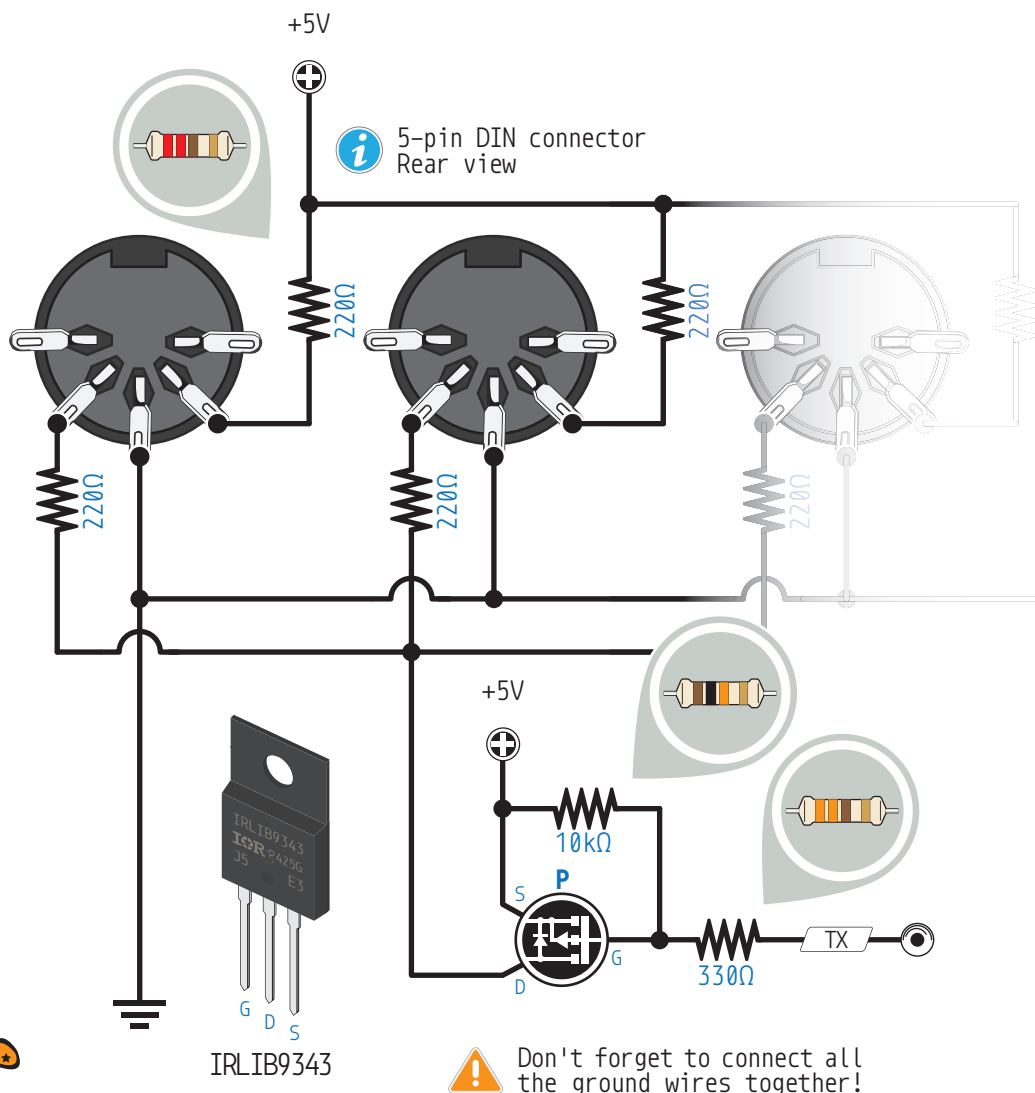 +5V
5-pin DIN connector
Rear view
220Ω
220Ω
220Ω
220Ω
220Ω
+5V
IRLIB9343
IOR P425G
J5
E3
10kΩ
P
S
G
D
330Ω
TX
G
D
S
IRLIB9343
Don't forget to connect all
the ground wires together!